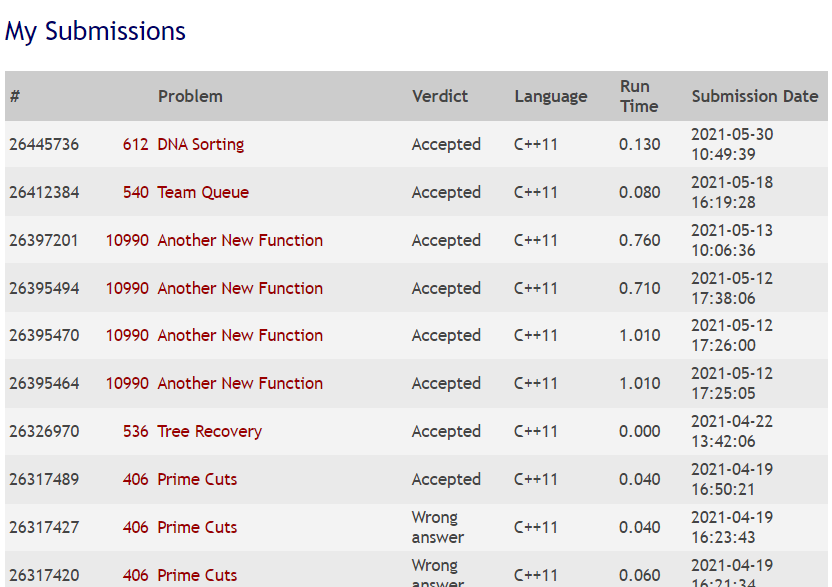 My Submissions
# Problem Verdict Language Run Time Submission Date
26445736 612 DNA Sorting Accepted C++11 0.130 2021-05-30 10:49:39
26412384 540 Team Queue Accepted C++11 0.080 2021-05-18 16:19:28
26397201 10990 Another New Function Accepted C++11 0.760 2021-05-13 10:06:36
26395494 10990 Another New Function Accepted C++11 0.710 2021-05-12 17:38:06
26395470 10990 Another New Function Accepted C++11 1.010 2021-05-12 17:26:00
26395464 10990 Another New Function Accepted C++11 1.010 2021-05-12 17:25:05
26326970 536 Tree Recovery Accepted C++11 0.000 2021-04-22 13:42:06
26317489 406 Prime Cuts Accepted C++11 0.040 2021-04-19 16:50:21
26317427 406 Prime Cuts Wrong answer C++11 0.040 2021-04-19 16:23:43
26317420 406 Prime Cuts Wrong answer C++11 0.060 2021-04-19 16:21:34